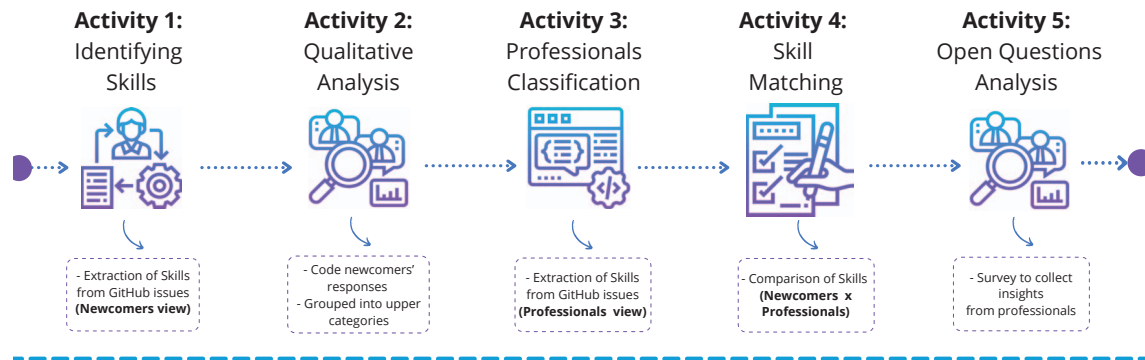 Activity 1:
Identifying
Skills
Activity 2:
Qualitative
Analysis
Activity 3:
Professionals
Classification
Activity 4:
Skill
Matching
Activity 5:
Open Questions
Analysis
- Extraction of Skills
from GitHub issues
(Newcomers view)
- Code newcomers’
responses
- Grouped into upper
categories
- Extraction of Skills
from GitHub issues
(Professionals view)
- Comparison of Skills
(Newcomers x
Professionals)
- Survey to collect
insights
from professionals